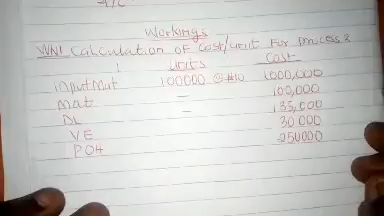 A/C
Workings
WN1 Calculation of cost/unit For process 2
Units Cost
input mat 100000 @ #10 1000,000
mat - 100,000
DL - 135,000
VE 30 000
POH 250000